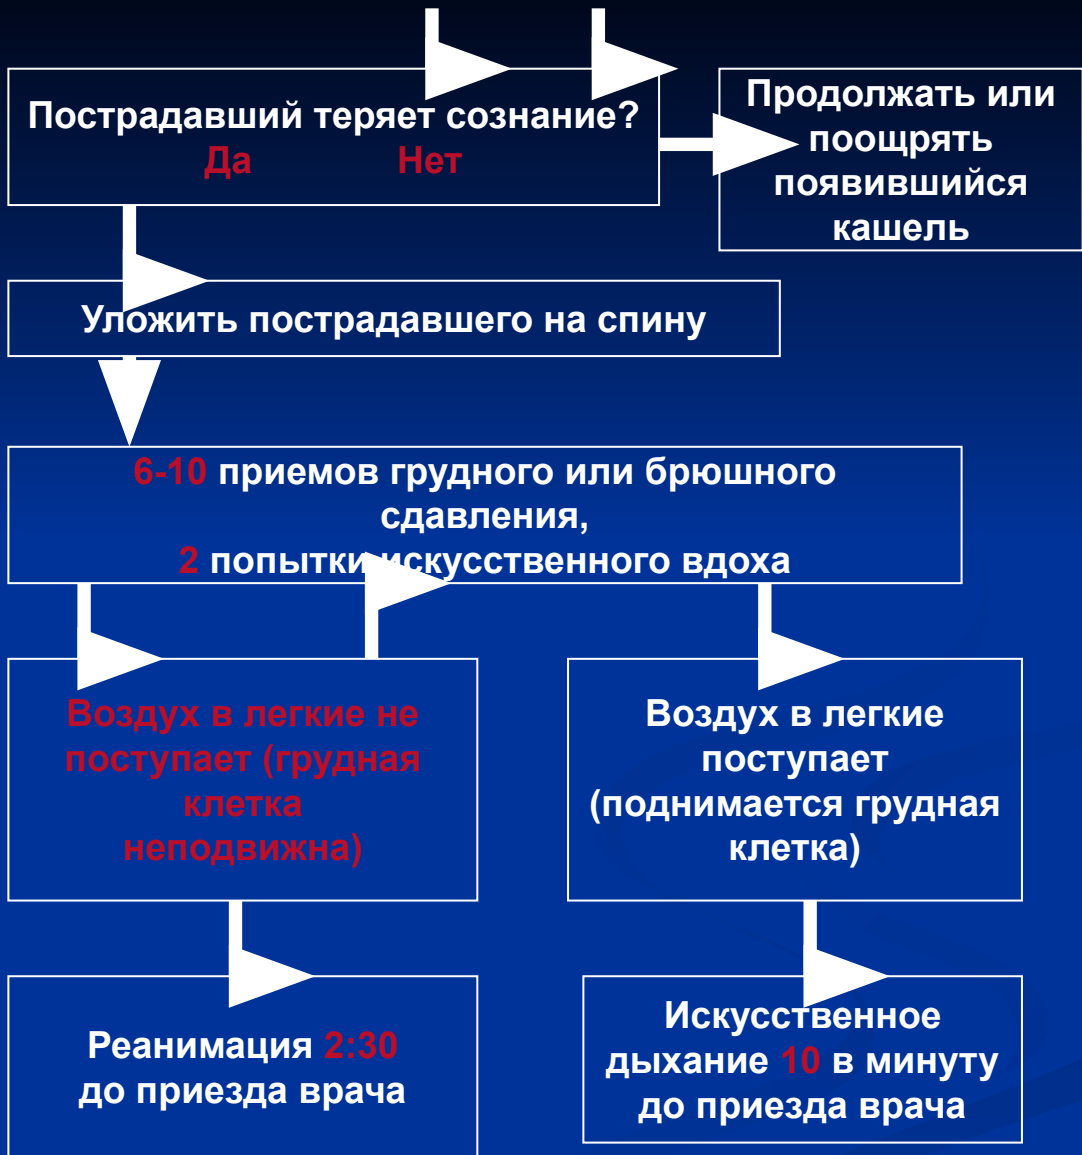 Пострадавший теряет сознание?
Да Нет
Продолжать или
поощрять
появившийся
кашель
Уложить пострадавшего на спину
6-10 приемов грудного или брюшного
сдавления,
2 попытки искусственного вдоха
Воздух в легкие не
поступает (грудная
клетка
неподвижна)
Воздух в легкие
поступает
(поднимается грудная
клетка)
Реанимация 2:30
до приезда врача
Искусственное
дыхание 10 в минуту
до приезда врача